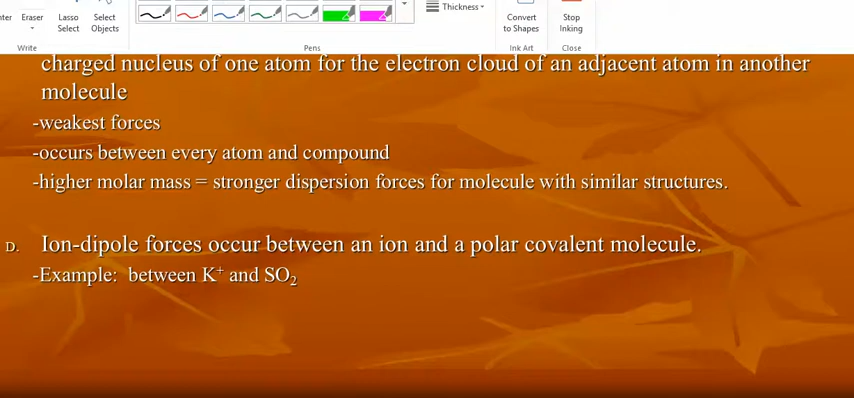 Eraser
Lasso
Select
Select
Objects
Thickness
Convert
to Shapes
Stop
Inking
Write
Pens
Ink Art
Close
charged nucleus of one atom for the electron cloud of an adjacent atom in another
molecule
-weakest forces
-occurs between every atom and compound
-higher molar mass = stronger dispersion forces for molecule with similar structures.
D. Ion-dipole forces occur between an ion and a polar covalent molecule.
-Example: between K⁺ and SO₂